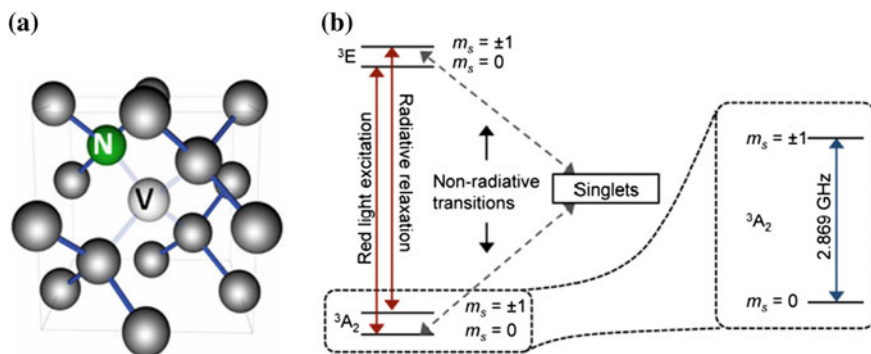 (a)
N
V
(b)
³E
mₛ = ±1
mₛ = 0
Red light excitation
Radiative relaxation
Non-radiative
transitions
Singlets
³A₂
mₛ = ±1
mₛ = 0
mₛ = ±1
³A₂
2.869 GHz
mₛ = 0